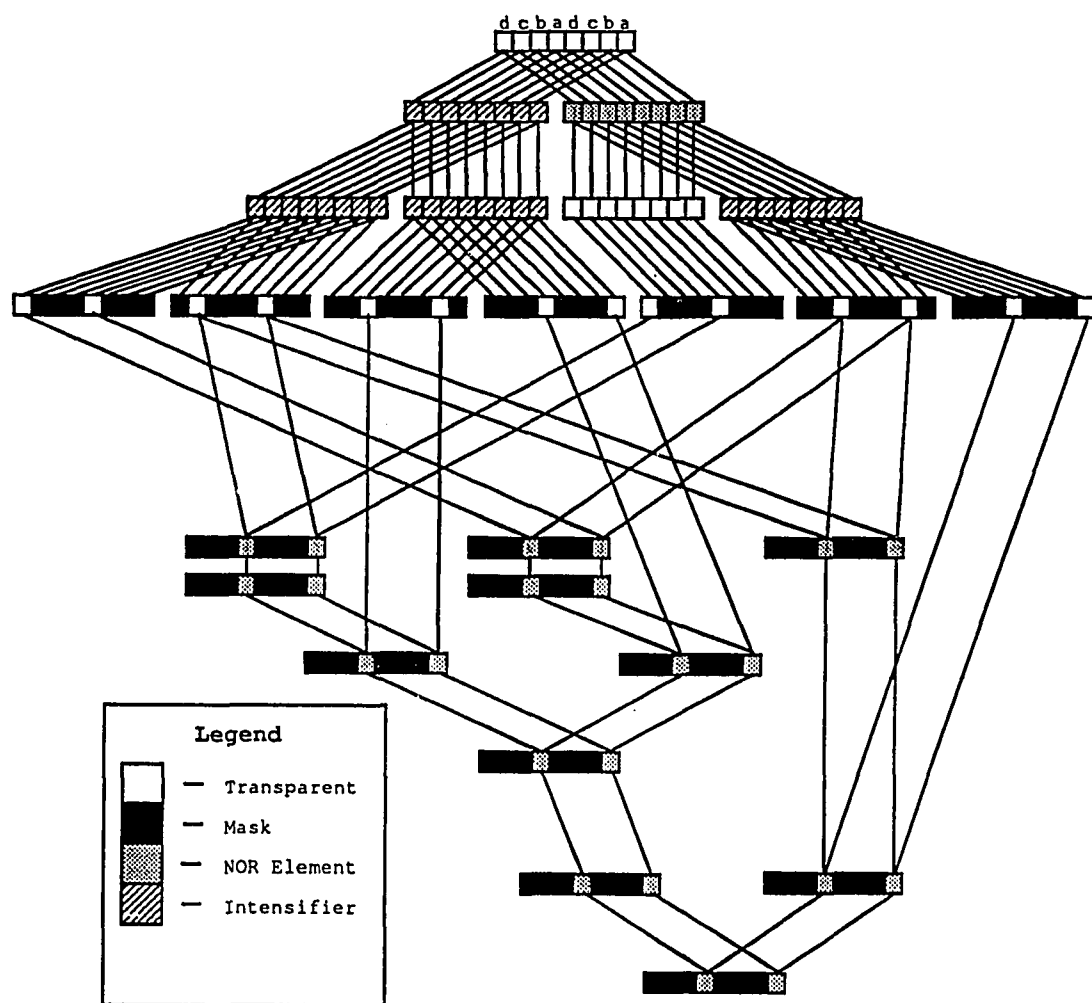 d c b a d c b a
Legend
— Transparent
— Mask
— NOR Element
— Intensifier